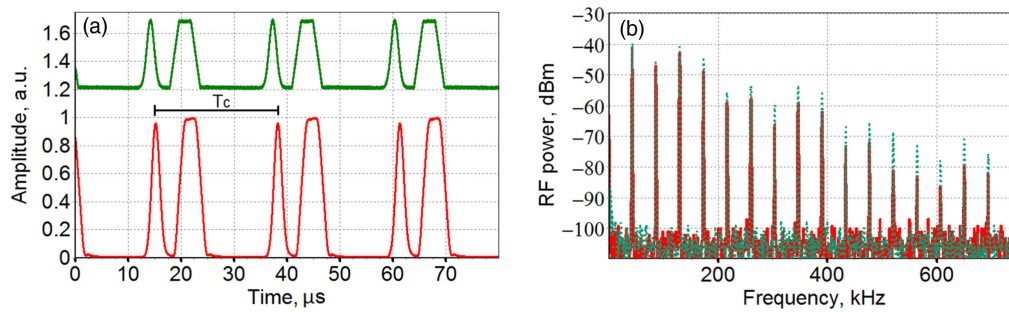 (a)
Amplitude, a.u.
1.6
1.4
1.2
1
0.8
0.6
0.4
0.2
0
Tc
0 10 20 30 40 50 60 70
Time, μs
(b)
RF power, dBm
−30
−40
−50
−60
−70
−80
−90
−100
200 400 600
Frequency, kHz